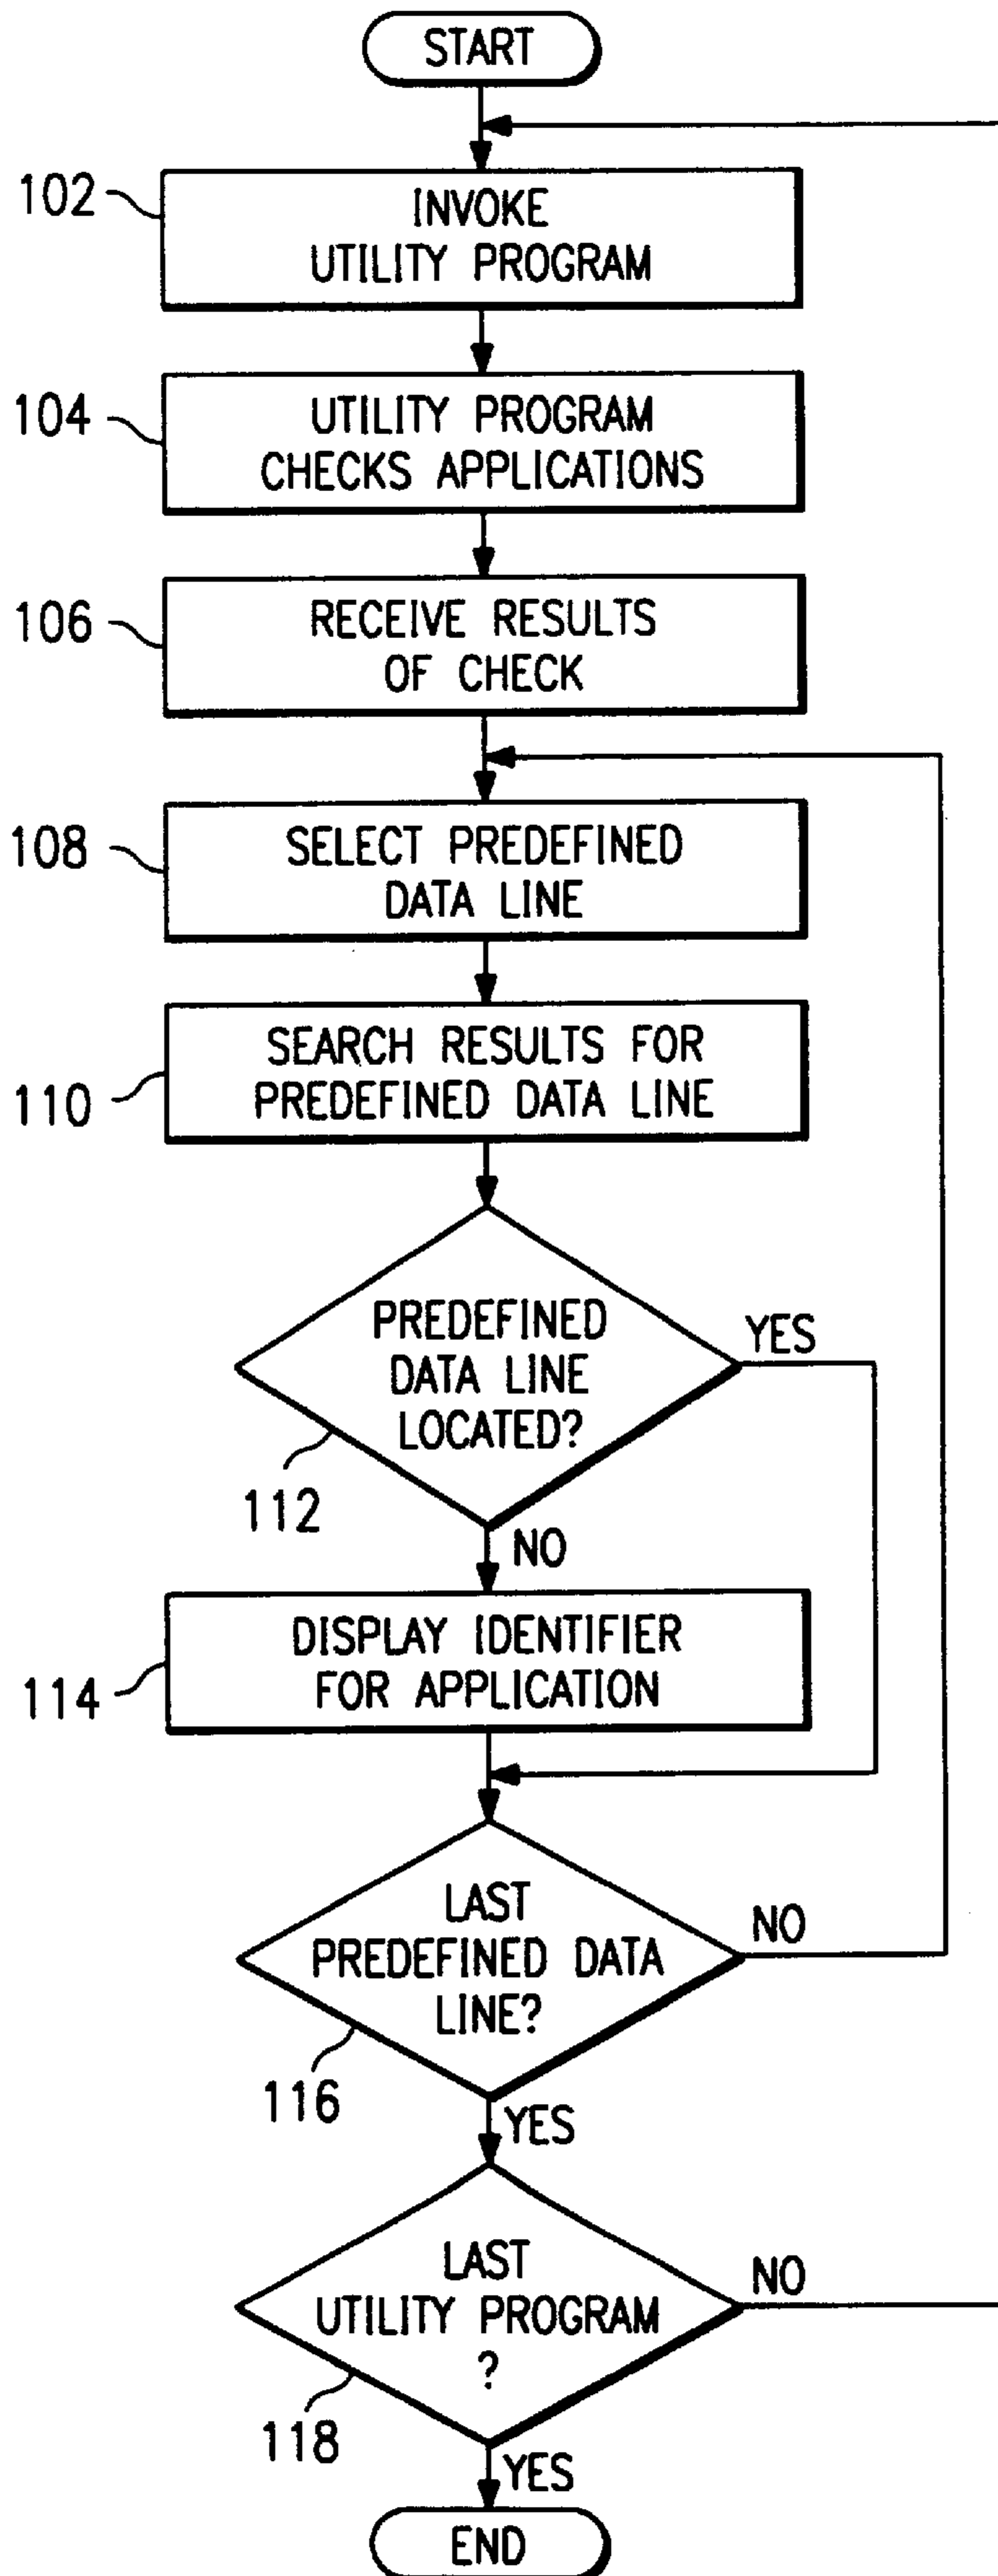 START
102
INVOKE
UTILITY PROGRAM
104
UTILITY PROGRAM
CHECKS APPLICATIONS
106
RECEIVE RESULTS
OF CHECK
108
SELECT PREDEFINED
DATA LINE
110
SEARCH RESULTS FOR
PREDEFINED DATA LINE
PREDEFINED
DATA LINE
LOCATED?
YES
112
NO
114
DISPLAY IDENTIFIER
FOR APPLICATION
LAST
PREDEFINED DATA
LINE?
NO
116
YES
LAST
UTILITY PROGRAM
?
NO
118
YES
END